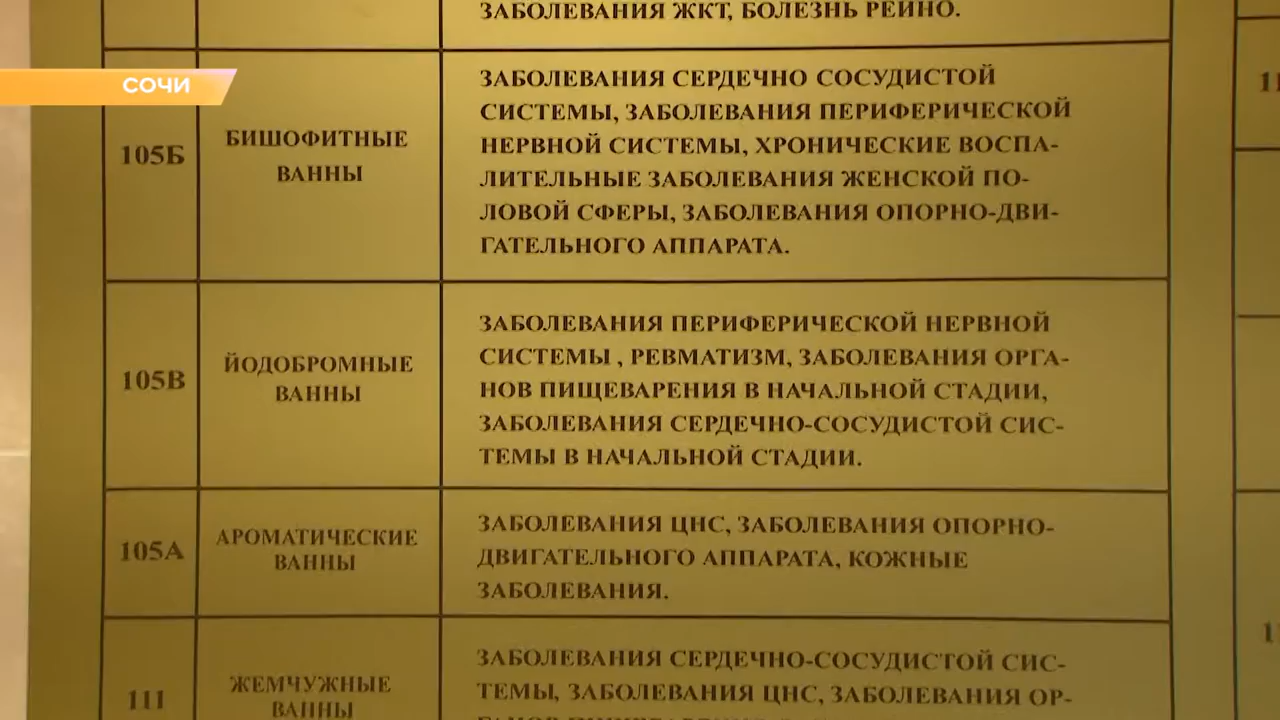 ЗАБОЛЕВАНИЯ ЖКТ, БОЛЕЗНЬ РЕЙНО.
СОЧИ
105Б
БИШОФИТНЫЕ
ВАННЫ
ЗАБОЛЕВАНИЯ СЕРДЕЧНО СОСУДИСТОЙ
СИСТЕМЫ, ЗАБОЛЕВАНИЯ ПЕРИФЕРИЧЕСКОЙ
НЕРВНОЙ СИСТЕМЫ, ХРОНИЧЕСКИЕ ВОСПА-
ЛИТЕЛЬНЫЕ ЗАБОЛЕВАНИЯ ЖЕНСКОЙ ПО-
ЛОВОЙ СФЕРЫ, ЗАБОЛЕВАНИЯ ОПОРНО-ДВИ-
ГАТЕЛЬНОГО АППАРАТА.
105В
ЙОДОБРОМНЫЕ
ВАННЫ
ЗАБОЛЕВАНИЯ ПЕРИФЕРИЧЕСКОЙ НЕРВНОЙ
СИСТЕМЫ , РЕВМАТИЗМ, ЗАБОЛЕВАНИЯ ОРГА-
НОВ ПИЩЕВАРЕНИЯ В НАЧАЛЬНОЙ СТАДИИ,
ЗАБОЛЕВАНИЯ СЕРДЕЧНО-СОСУДИСТОЙ СИС-
ТЕМЫ В НАЧАЛЬНОЙ СТАДИИ.
105А
АРОМАТИЧЕСКИЕ
ВАННЫ
ЗАБОЛЕВАНИЯ ЦНС, ЗАБОЛЕВАНИЯ ОПОРНО-
ДВИГАТЕЛЬНОГО АППАРАТА, КОЖНЫЕ
ЗАБОЛЕВАНИЯ.
111
ЖЕМЧУЖНЫЕ
ВАННЫ
ЗАБОЛЕВАНИЯ СЕРДЕЧНО-СОСУДИСТОЙ СИС-
ТЕМЫ, ЗАБОЛЕВАНИЯ ЦНС, ЗАБОЛЕВАНИЯ ОР-